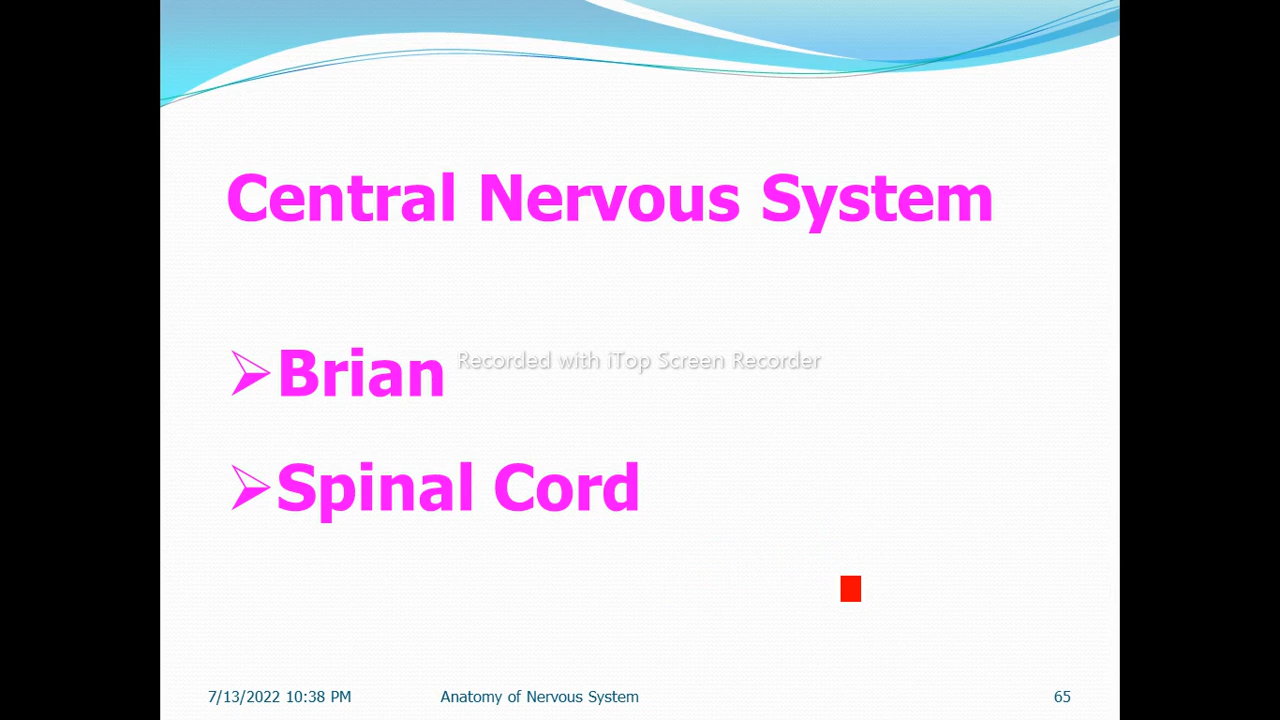 Central Nervous System
Brian
Recorded with iTop Screen Recorder
Spinal Cord
7/13/2022 10:38 PM
Anatomy of Nervous System
65